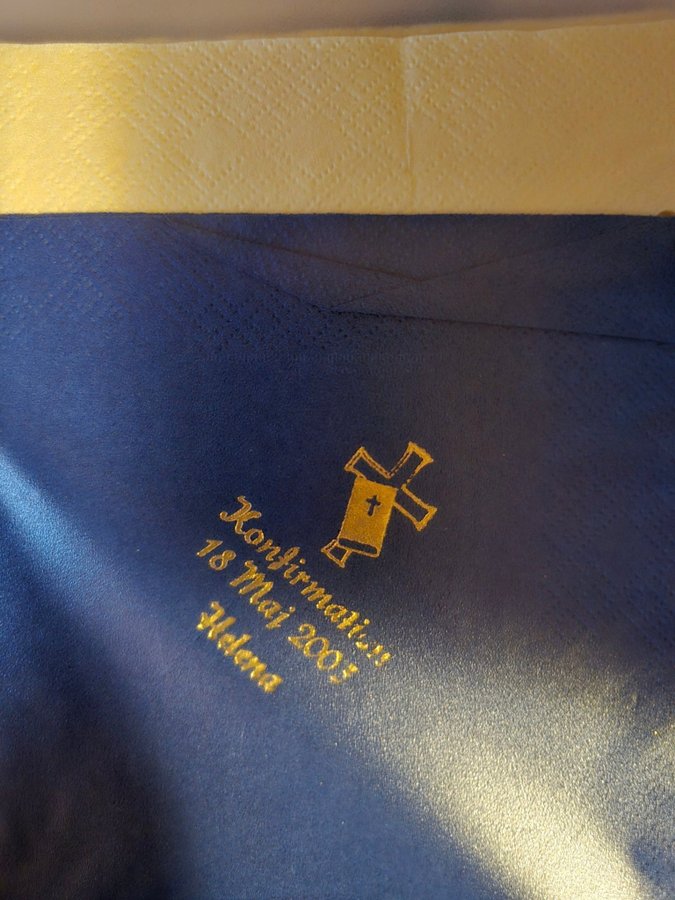 Konfirmation
18 Maj 2003
Helena